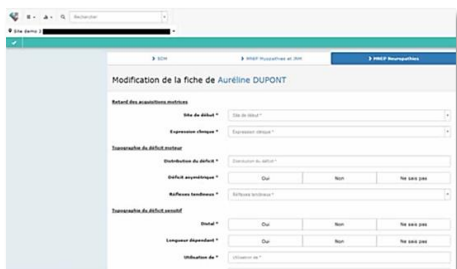 Rechercher
Site demo 2
SDM
MNEP Myopathies et JNM
MNEP Neuropathies
Modification de la fiche de Auréline DUPONT
Retard des acquisitions motrices
Site de début * Site de début *
Expression clinique * Expression clinique *
Topographie du déficit moteur
Distribution du déficit * Distribution du déficit *
Déficit asymétrique * Oui Non Ne sais pas
Réflexes tendineux * Réflexes tendineux *
Topographie du déficit sensitif
Distal * Oui Non Ne sais pas
Longueur dépendant * Oui Non Ne sais pas
Utilisation de * Utilisation de *